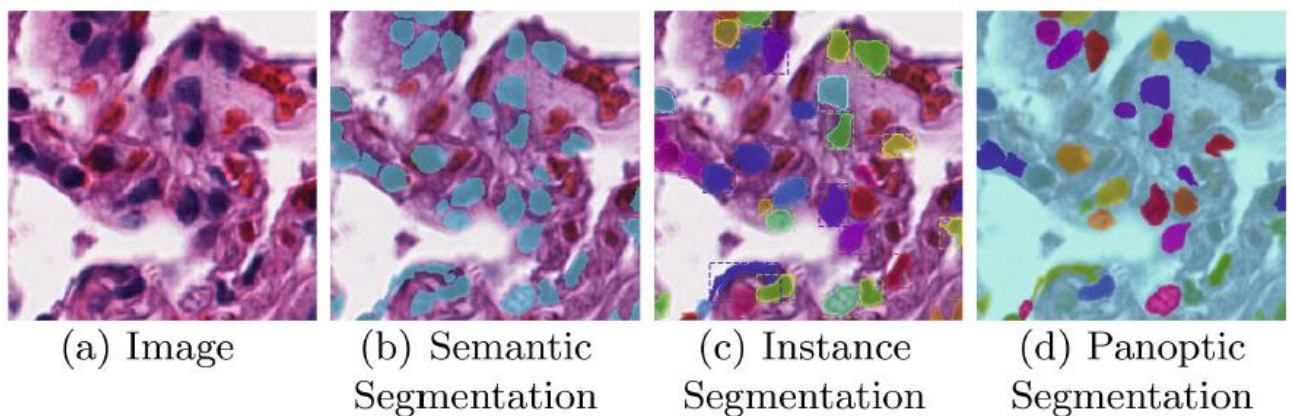 (a) Image
(b) Semantic
Segmentation
(c) Instance
Segmentation
(d) Panoptic
Segmentation